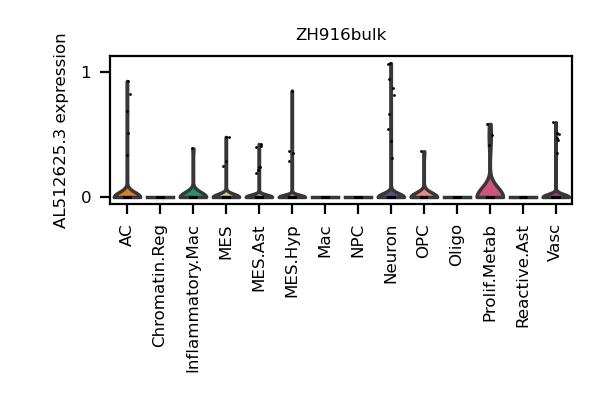 ZH916bulk
AL512625.3 expression
1
0
AC
Chromatin.Reg
Inflammatory.Mac
MES
MES.Ast
MES.Hyp
Mac
NPC
Neuron
OPC
Oligo
Prolif.Metab
Reactive.Ast
Vasc